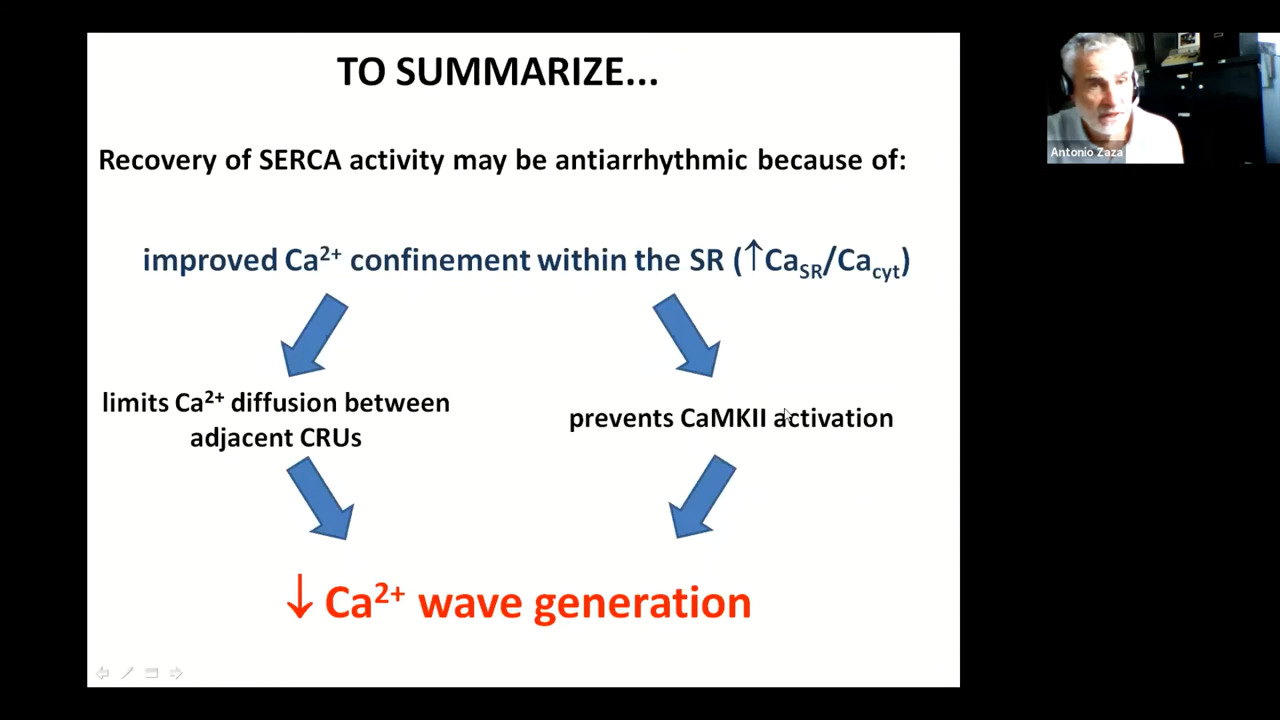 TO SUMMARIZE...
Recovery of SERCA activity may be antiarrhythmic because of:
improved Ca²⁺ confinement within the SR (↑Ca_SR/Ca_cyt)
limits Ca²⁺ diffusion between
adjacent CRUs
prevents CaMKII activation
↓ Ca²⁺ wave generation
Antonio Zaza